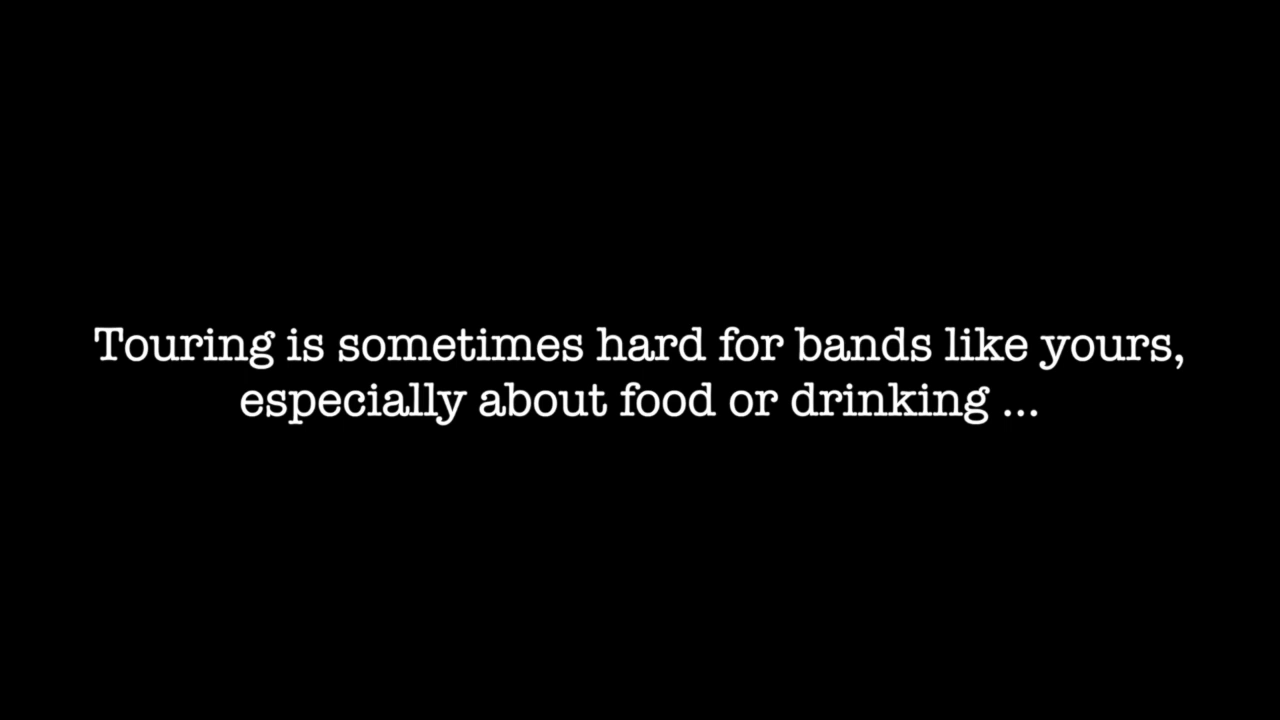 Touring is sometimes hard for bands like yours,
especially about food or drinking ...